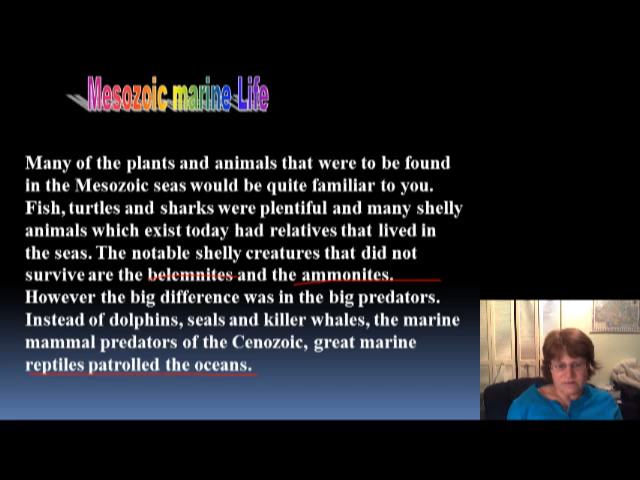 Mesozoic marine Life
Many of the plants and animals that were to be found
in the Mesozoic seas would be quite familiar to you.
Fish, turtles and sharks were plentiful and many shelly
animals which exist today had relatives that lived in
the seas. The notable shelly creatures that did not
survive are the belemnites and the ammonites.
However the big difference was in the big predators.
Instead of dolphins, seals and killer whales, the marine
mammal predators of the Cenozoic, great marine
reptiles patrolled the oceans.